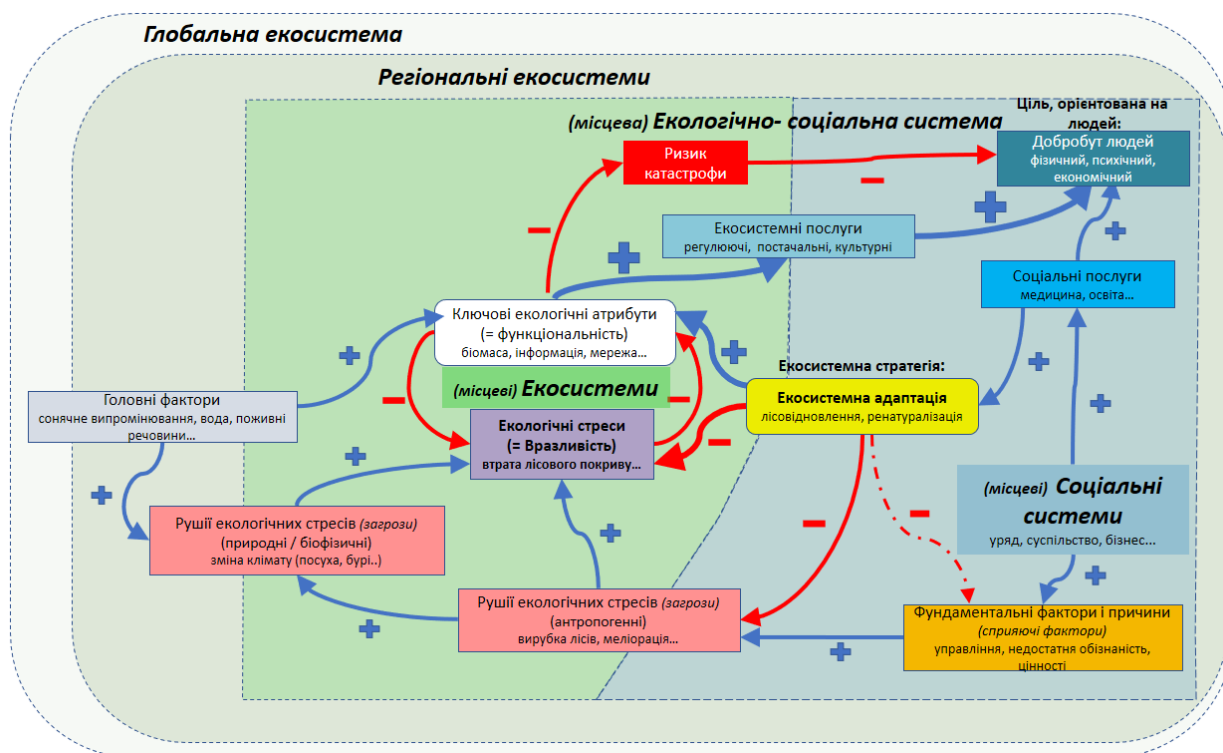 Глобальна екосистема
Регіональні екосистеми
(місцева) Екологічно- соціальна система
Ціль, орієнтована на
людей:
Добробут людей
фізичний, психічний,
економічний
Ризик
катастрофи
Екосистемні послуги
регулюючі, постачальні, культурні
Соціальні послуги
медицина, освіта...
Ключові екологічні атрибути
(= функціональність)
біомаса, інформація, мережа...
(місцеві) Екосистеми
Екосистемна стратегія:
Екосистемна адаптація
лісовідновлення, ренатуралізація
Головні фактори
сонячне випромінювання, вода, поживні
речовини...
Екологічні стреси
(= Вразливість)
втрата лісового покриву...
(місцеві) Соціальні
системи
уряд, суспільство, бізнес...
Рушії екологічних стресів (загрози)
(природні / біофізичні)
зміна клімату (посуха, бурі..)
Рушії екологічних стресів (загрози)
(антропогенні)
вирубка лісів, меліорація...
Фундаментальні фактори і причини
(сприяючі фактори)
управління, недостатня обізнаність,
цінності